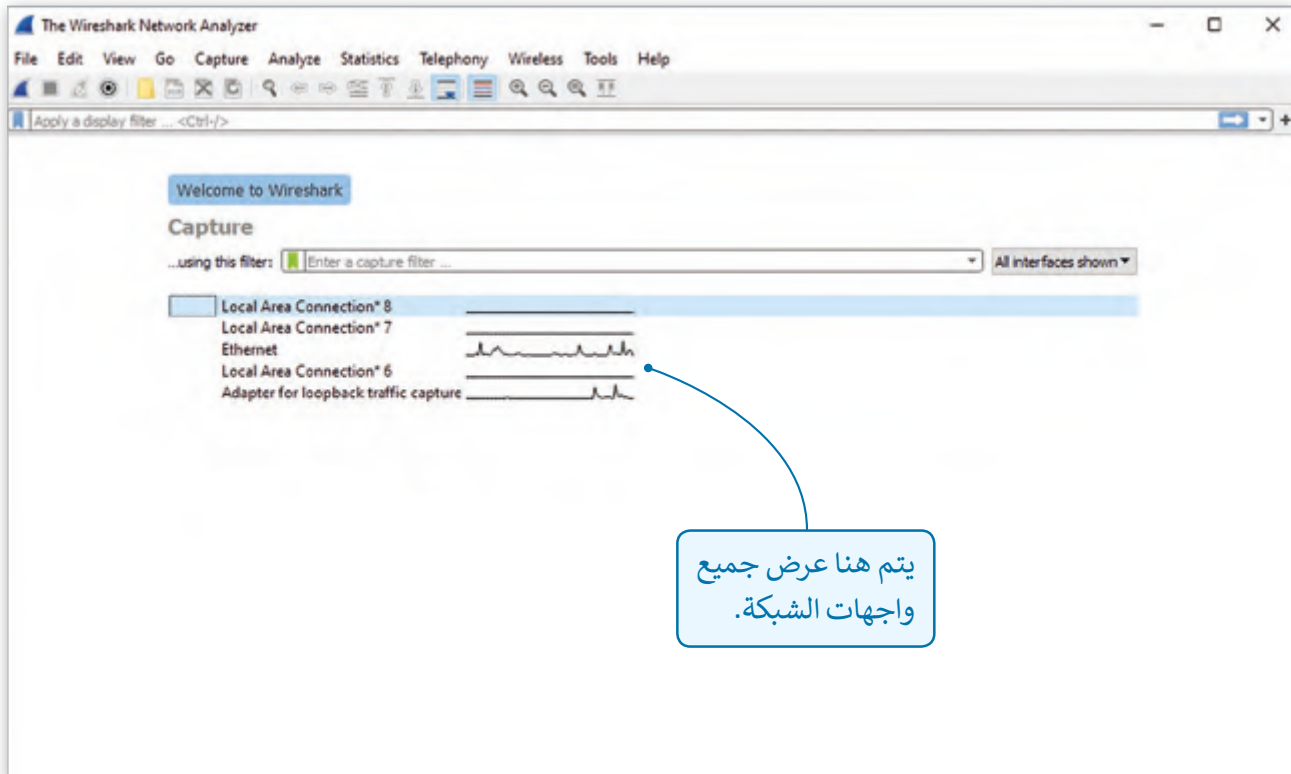 The Wireshark Network Analyzer
File Edit View Go Capture Analyze Statistics Telephony Wireless Tools Help
Apply a display filter ... <Ctrl-/>
Welcome to Wireshark
Capture
...using this filter: Enter a capture filter ... All interfaces shown
Local Area Connection* 8
Local Area Connection* 7
Ethernet
Local Area Connection* 6
Adapter for loopback traffic capture
يتم هنا عرض جميع
واجهات الشبكة.